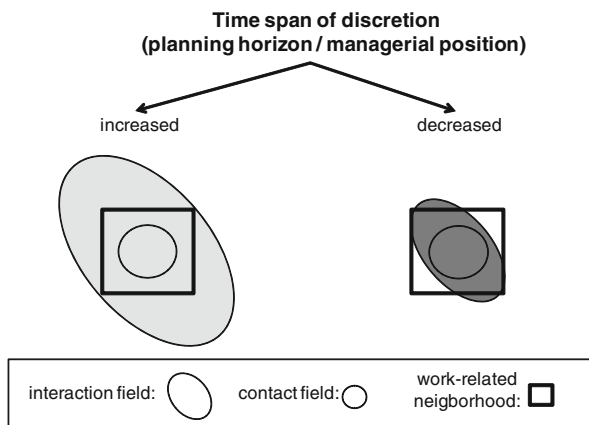 Time span of discretion
(planning horizon / managerial position)
increased
decreased
interaction field:
contact field:
work-related
neigborhood: